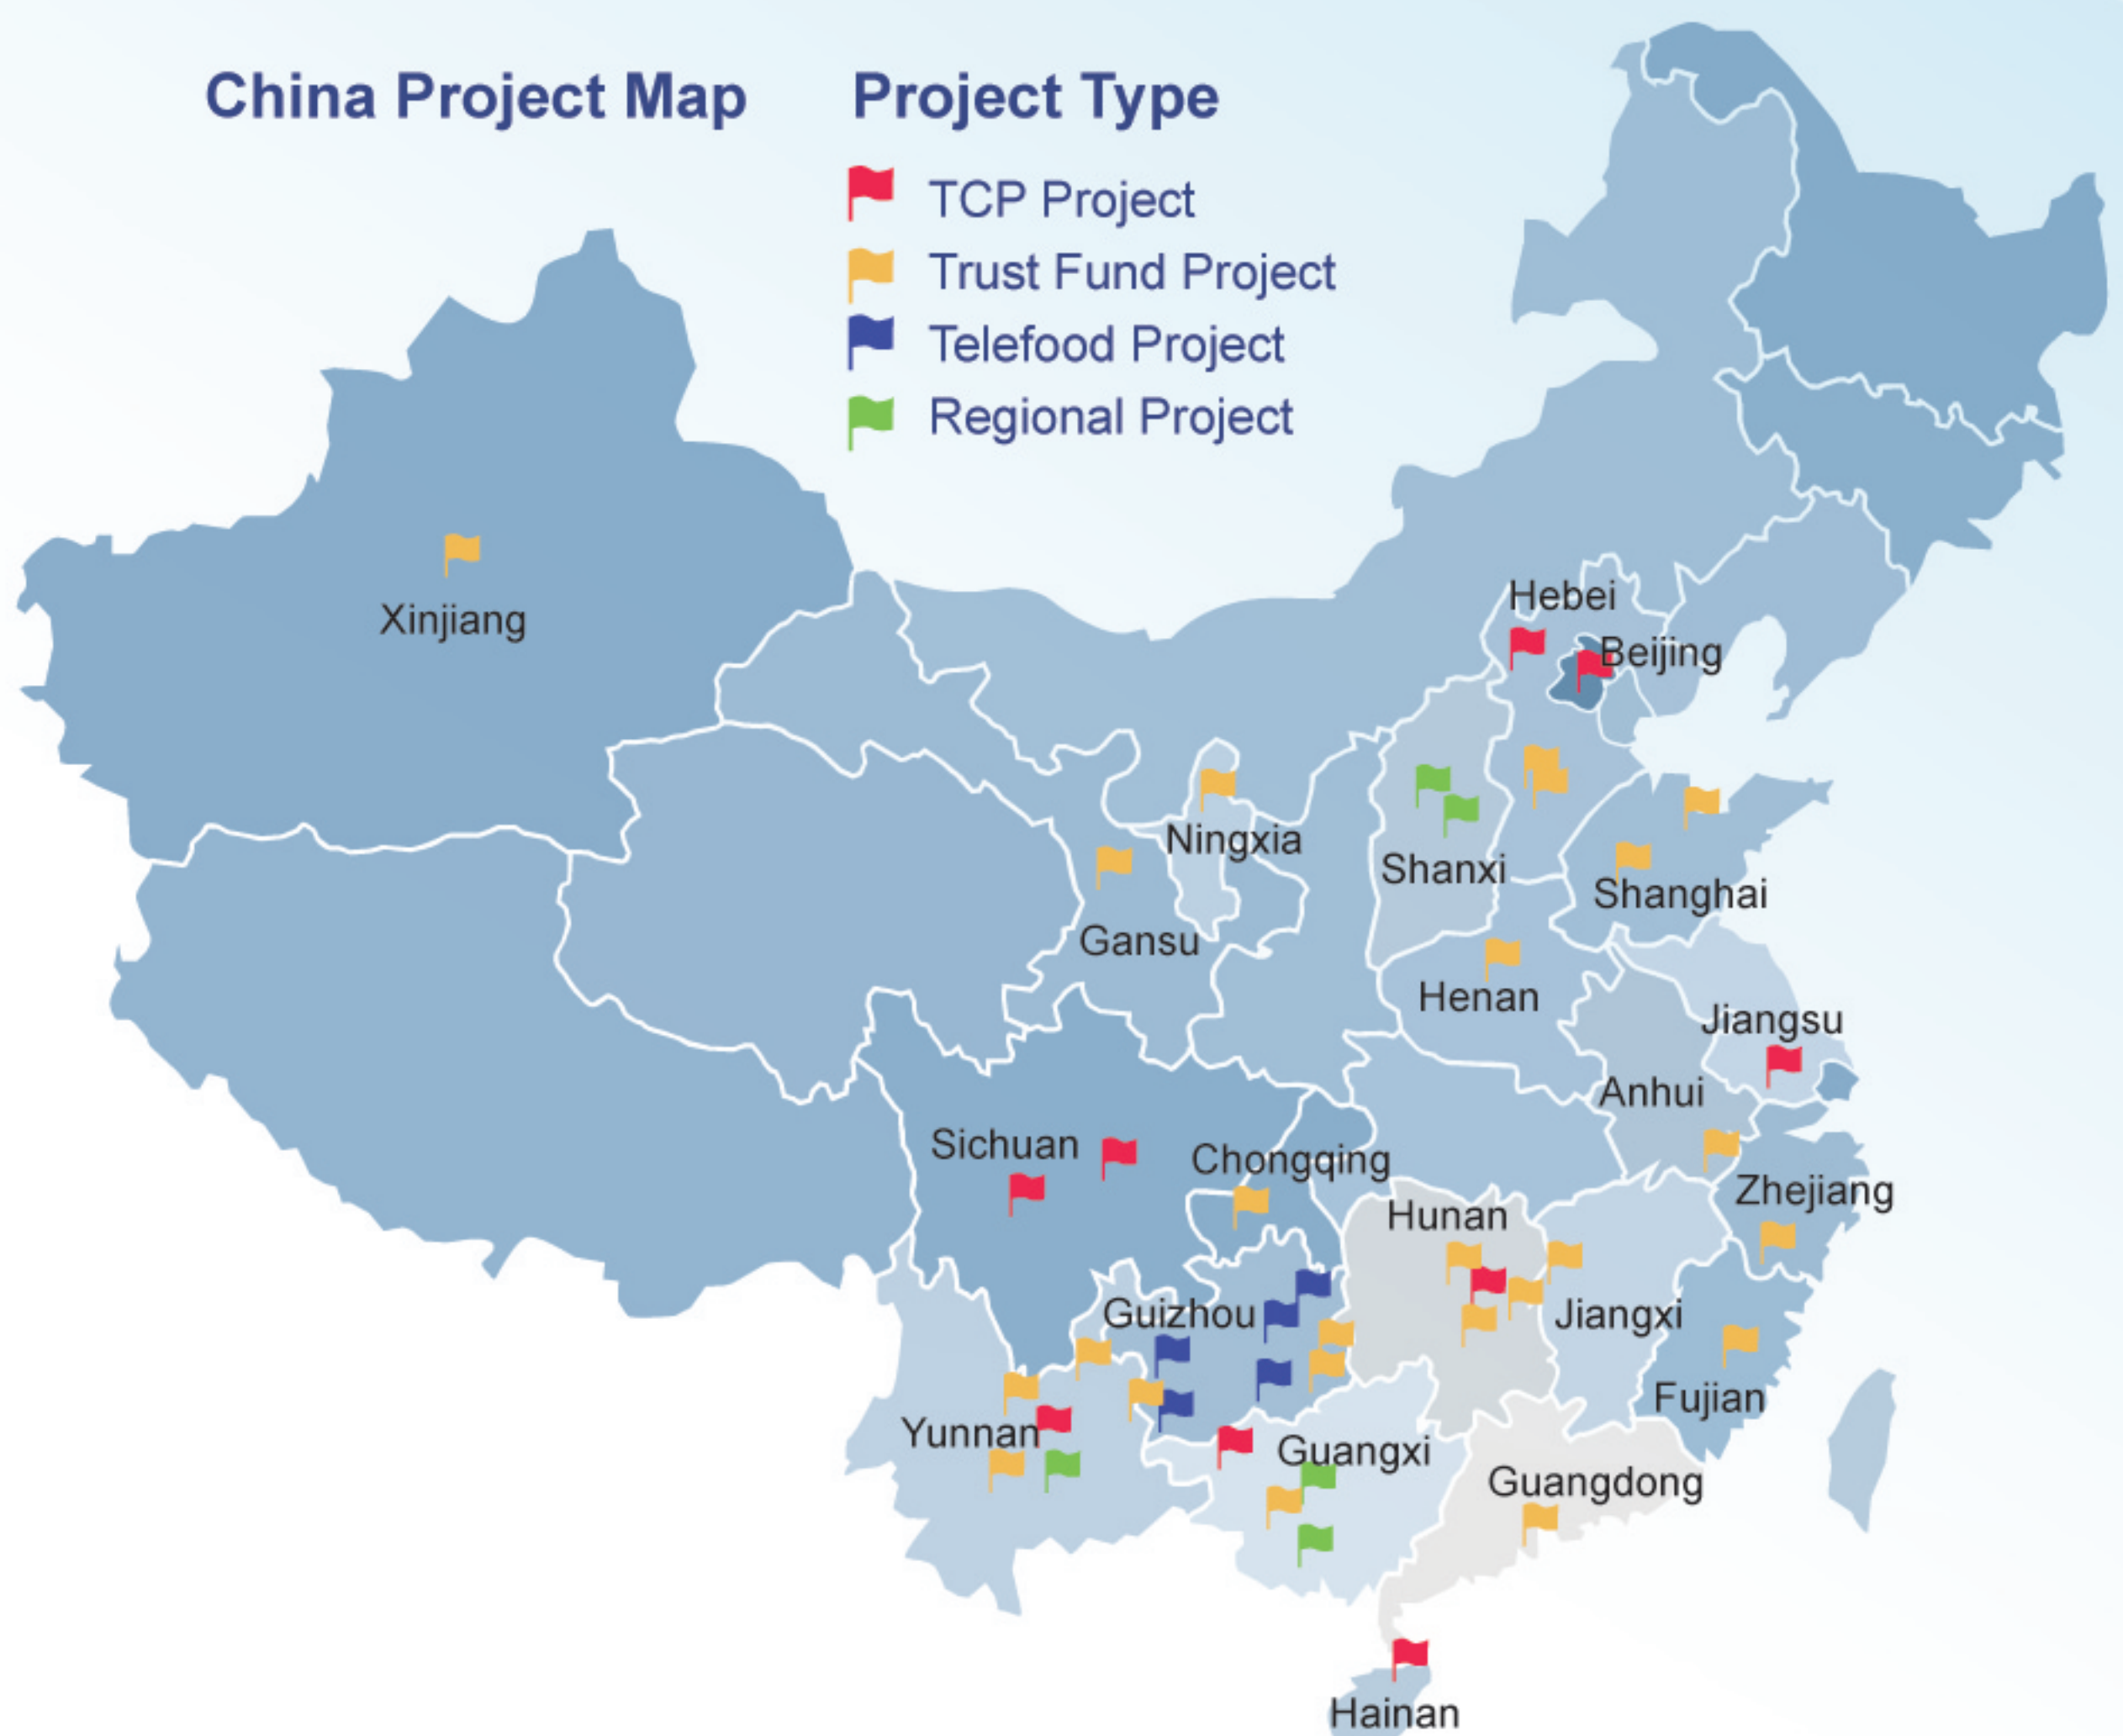 China Project Map
Project Type
TCP Project
Trust Fund Project
Telefood Project
Regional Project
Xinjiang
Hebei
Beijing
Ningxia
Shanxi
Shanghai
Gansu
Henan
Jiangsu
Anhui
Sichuan
Chongqing
Zhejiang
Hunan
Guizhou
Jiangxi
Fujian
Yunnan
Guangxi
Guangdong
Hainan